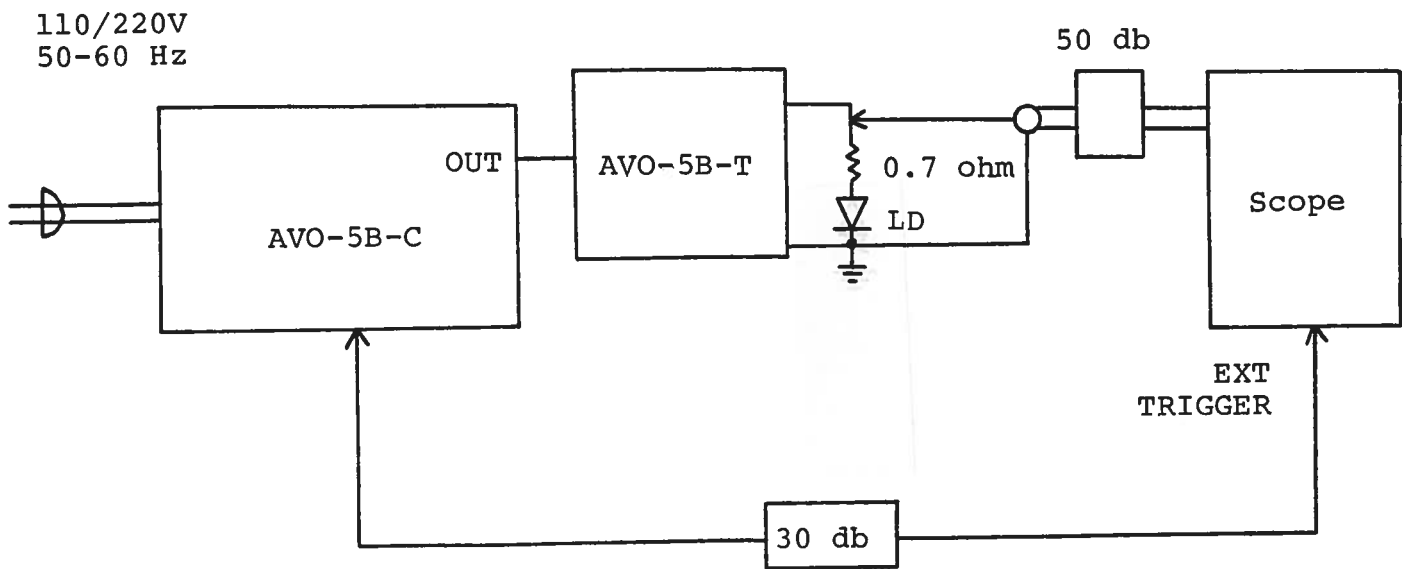 110/220V
50-60 Hz
50 db
OUT
AVO-5B-T
0.7 ohm
Scope
LD
AVO-5B-C
EXT
TRIGGER
30 db